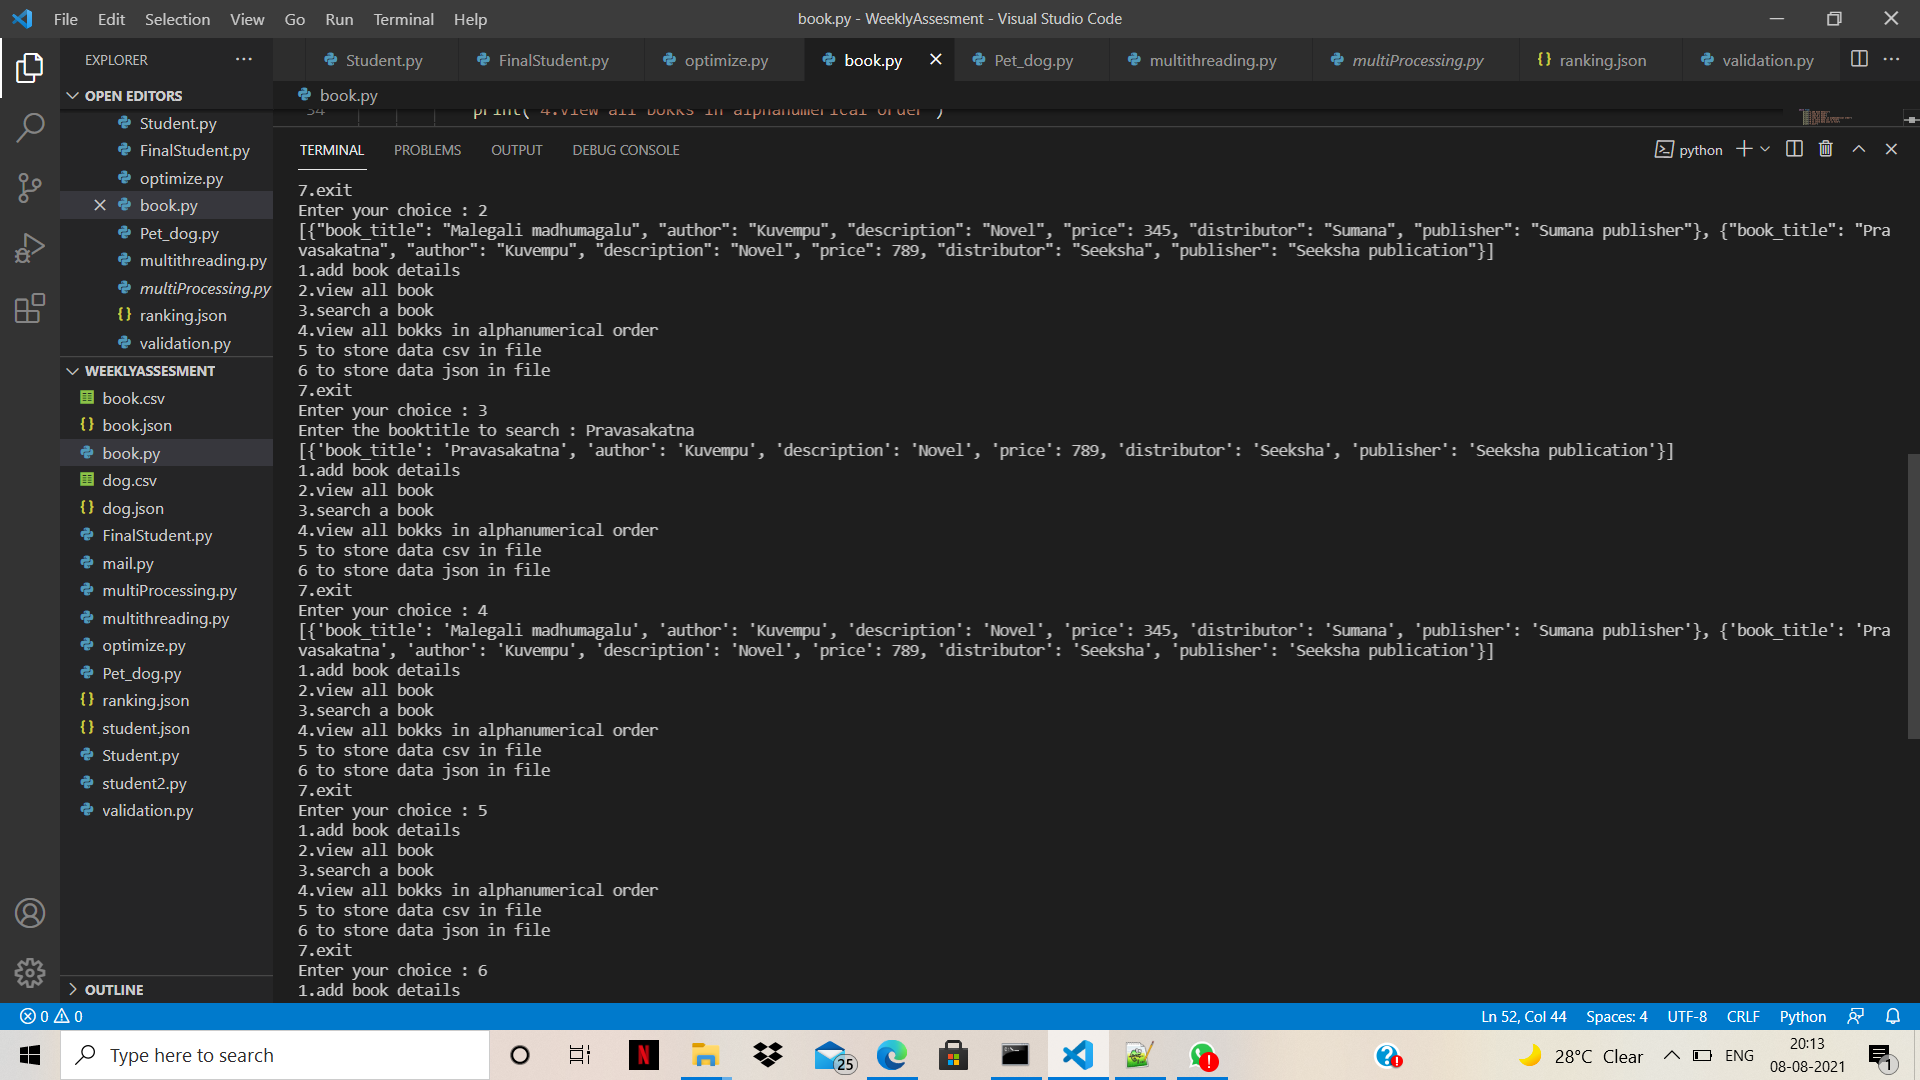 File Edit Selection View Go Run Terminal Help
book.py - WeeklyAssesment - Visual Studio Code
EXPLORER
Student.py FinalStudent.py optimize.py book.py Pet_dog.py multithreading.py multiProcessing.py ranking.json validation.py
OPEN EDITORS
Student.py
FinalStudent.py
optimize.py
book.py
Pet_dog.py
multithreading.py
multiProcessing.py
ranking.json
validation.py
WEEKLYASSESMENT
book.csv
book.json
book.py
dog.csv
dog.json
FinalStudent.py
mail.py
multiProcessing.py
multithreading.py
optimize.py
Pet_dog.py
ranking.json
student.json
Student.py
student2.py
validation.py
OUTLINE
book.py
34 print("4.view all bokks in alphanumerical order")
TERMINAL PROBLEMS OUTPUT DEBUG CONSOLE
python
7.exit
Enter your choice : 2
[{"book_title": "Malegali madhumagalu", "author": "Kuvempu", "description": "Novel", "price": 345, "distributor": "Sumana", "publisher": "Sumana publisher"}, {"book_title": "Pra
vasakatna", "author": "Kuvempu", "description": "Novel", "price": 789, "distributor": "Seeksha", "publisher": "Seeksha publication"}]
1.add book details
2.view all book
3.search a book
4.view all bokks in alphanumerical order
5 to store data csv in file
6 to store data json in file
7.exit
Enter your choice : 3
Enter the booktitle to search : Pravasakatna
[{'book_title': 'Pravasakatna', 'author': 'Kuvempu', 'description': 'Novel', 'price': 789, 'distributor': 'Seeksha', 'publisher': 'Seeksha publication'}]
1.add book details
2.view all book
3.search a book
4.view all bokks in alphanumerical order
5 to store data csv in file
6 to store data json in file
7.exit
Enter your choice : 4
[{'book_title': 'Malegali madhumagalu', 'author': 'Kuvempu', 'description': 'Novel', 'price': 345, 'distributor': 'Sumana', 'publisher': 'Sumana publisher'}, {'book_title': 'Pra
vasakatna', 'author': 'Kuvempu', 'description': 'Novel', 'price': 789, 'distributor': 'Seeksha', 'publisher': 'Seeksha publication'}]
1.add book details
2.view all book
3.search a book
4.view all bokks in alphanumerical order
5 to store data csv in file
6 to store data json in file
7.exit
Enter your choice : 5
1.add book details
2.view all book
3.search a book
4.view all bokks in alphanumerical order
5 to store data csv in file
6 to store data json in file
7.exit
Enter your choice : 6
1.add book details
0 0
Ln 52, Col 44 Spaces: 4 UTF-8 CRLF Python
Type here to search
25
28°C Clear
ENG
20:13
08-08-2021
1